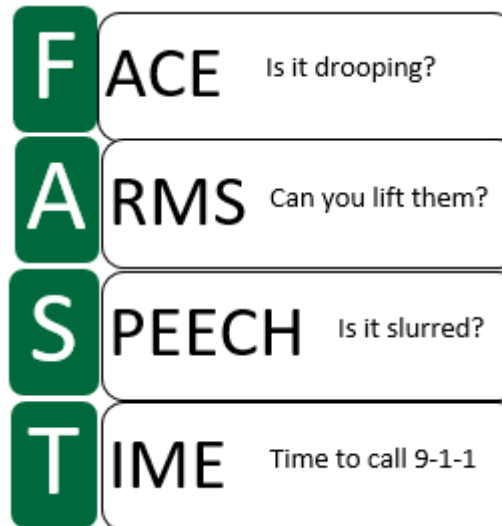 FACE Is it drooping?
ARMS Can you lift them?
SPEECH Is it slurred?
TIME Time to call 9-1-1